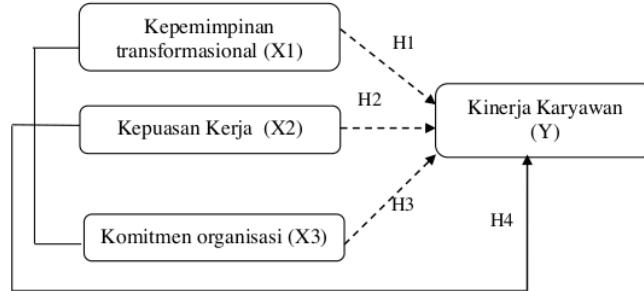 Kepemimpinan
transformasional (X1)
H1
H2
Kepuasan Kerja (X2)
Kinerja Karyawan
(Y)
H3
Komitmen organisasi (X3)
H4